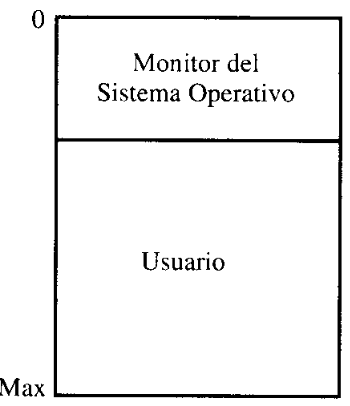 0
Monitor del
Sistema Operativo
Usuario
Max